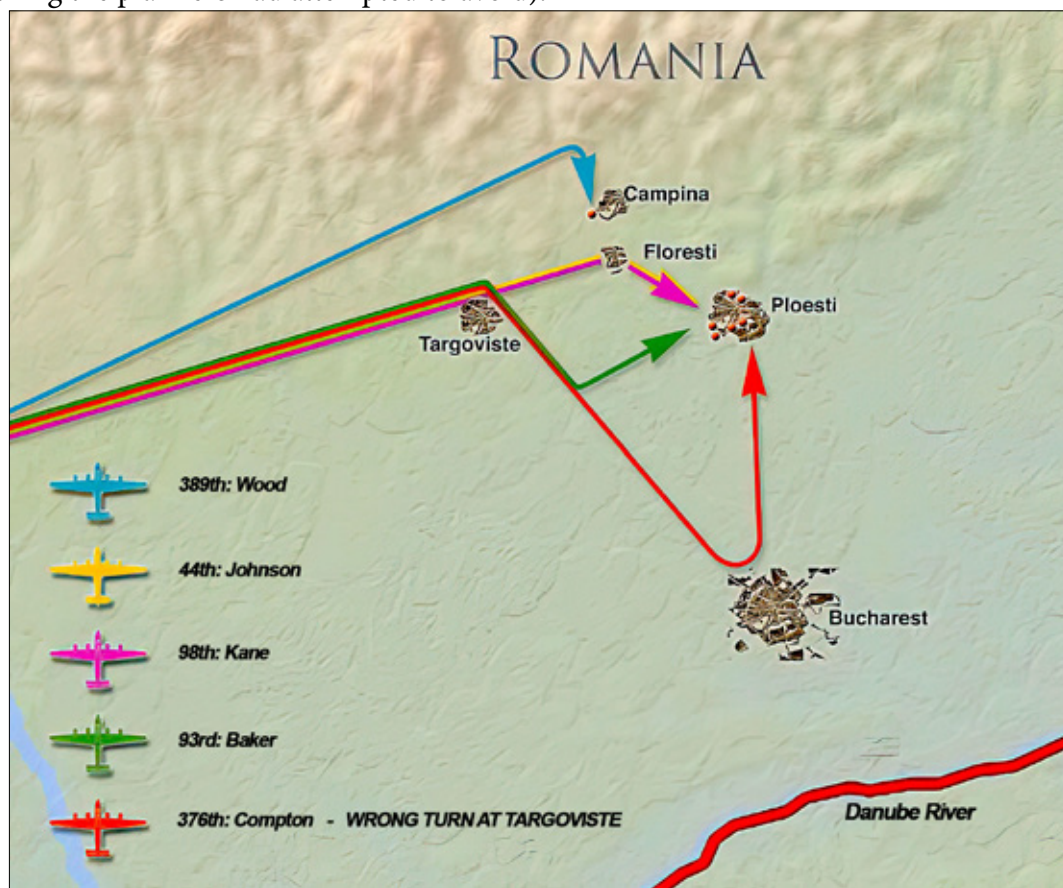 ROMANIA
Campina
Floresti
Ploesti
Targoviste
389th: Wood
44th: Johnson
Bucharest
98th: Kane
93rd: Baker
Danube River
376th: Compton - WRONG TURN AT TARGOVISTE